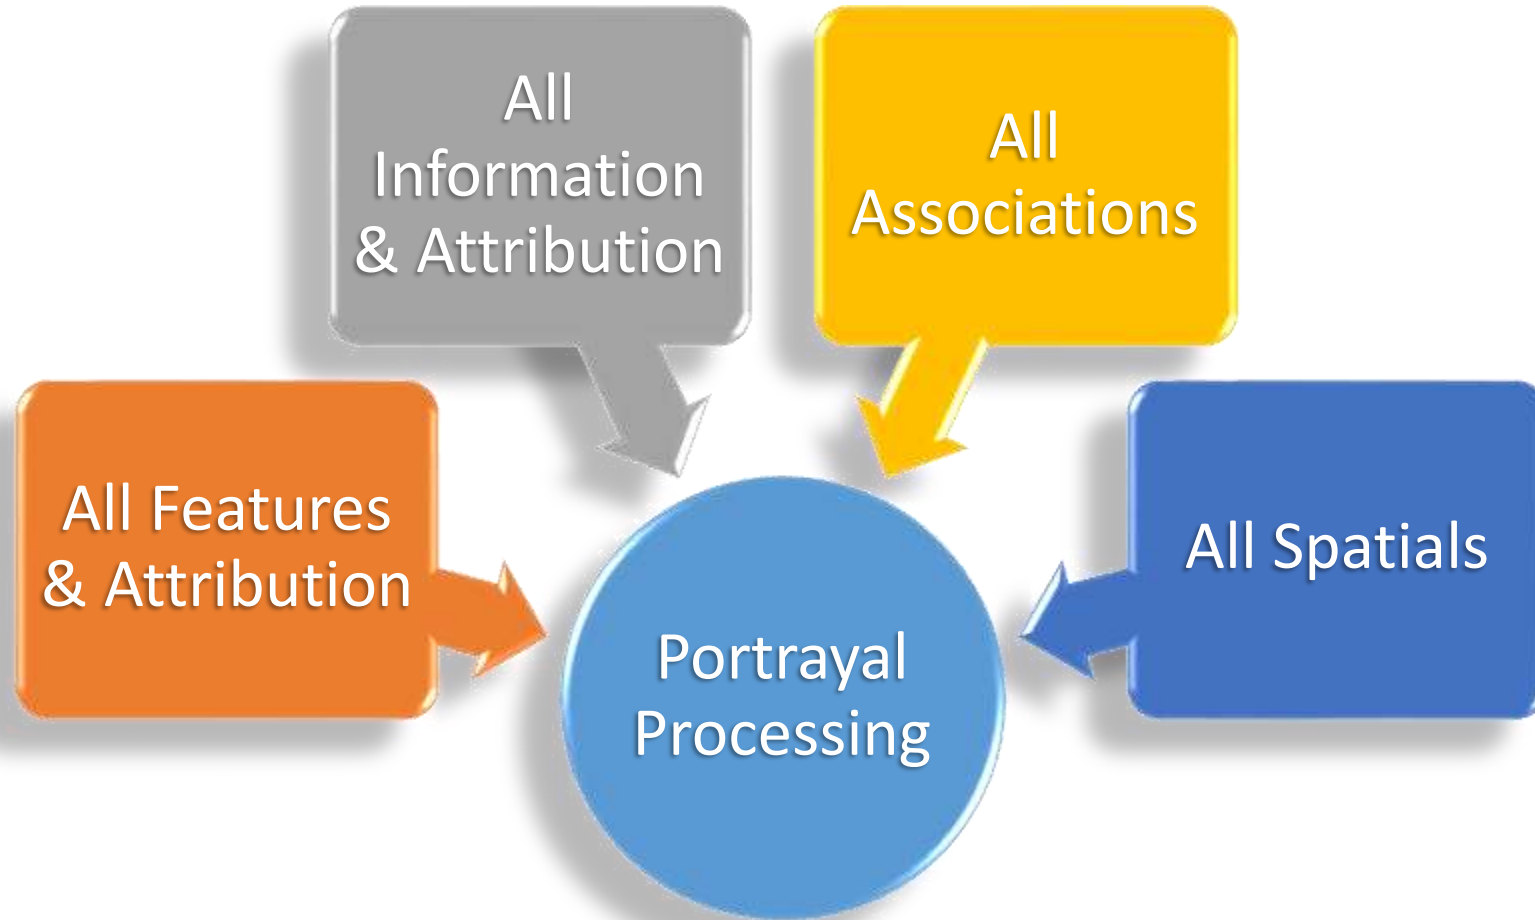 All
Information
& Attribution
All
Associations
All Features
& Attribution
All Spatials
Portrayal
Processing